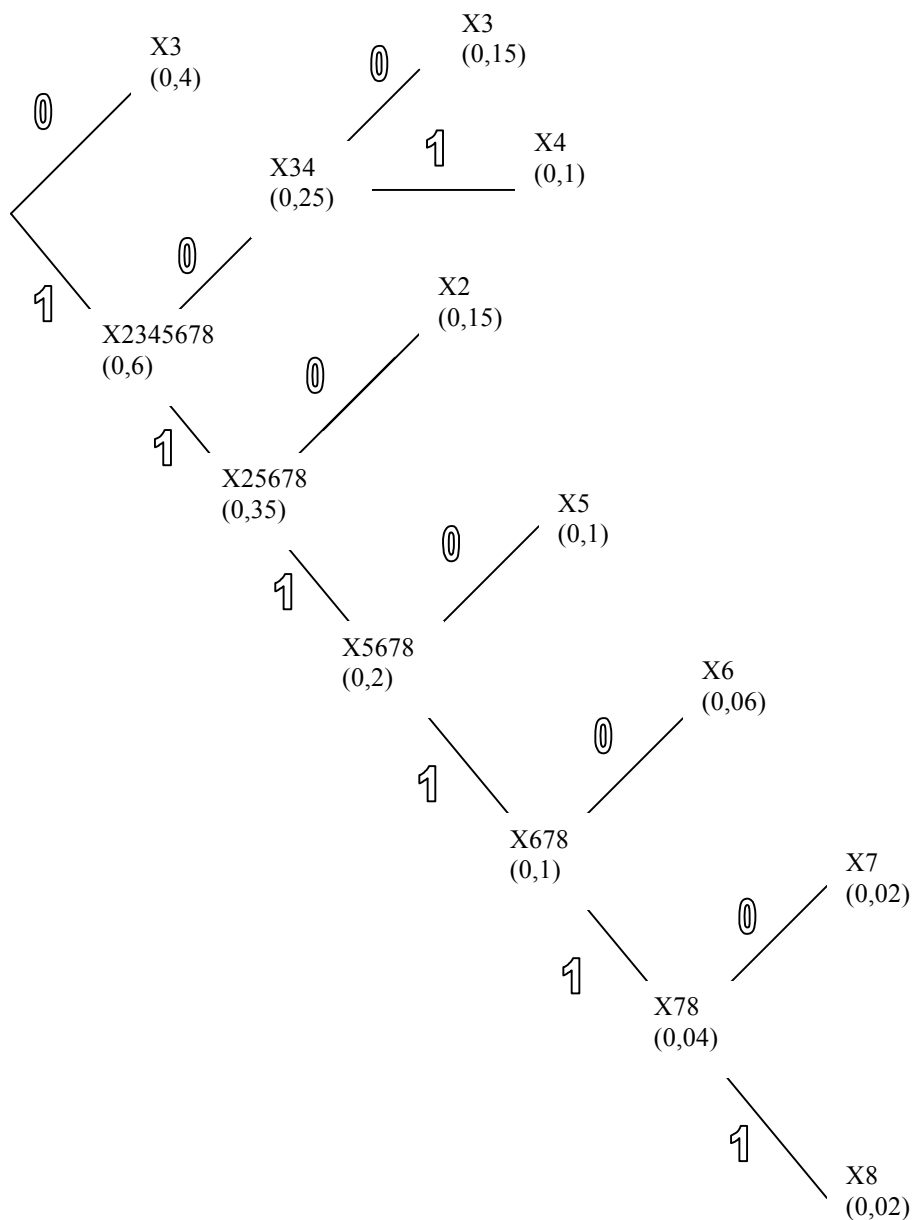 X3
(0,4)
0
X3
(0,15)
0
X34
(0,25)
1
X4
(0,1)
0
1
X2345678
(0,6)
X2
(0,15)
0
1
X25678
(0,35)
X5
(0,1)
0
1
X5678
(0,2)
X6
(0,06)
0
1
X678
(0,1)
X7
(0,02)
0
1
X78
(0,04)
1
X8
(0,02)